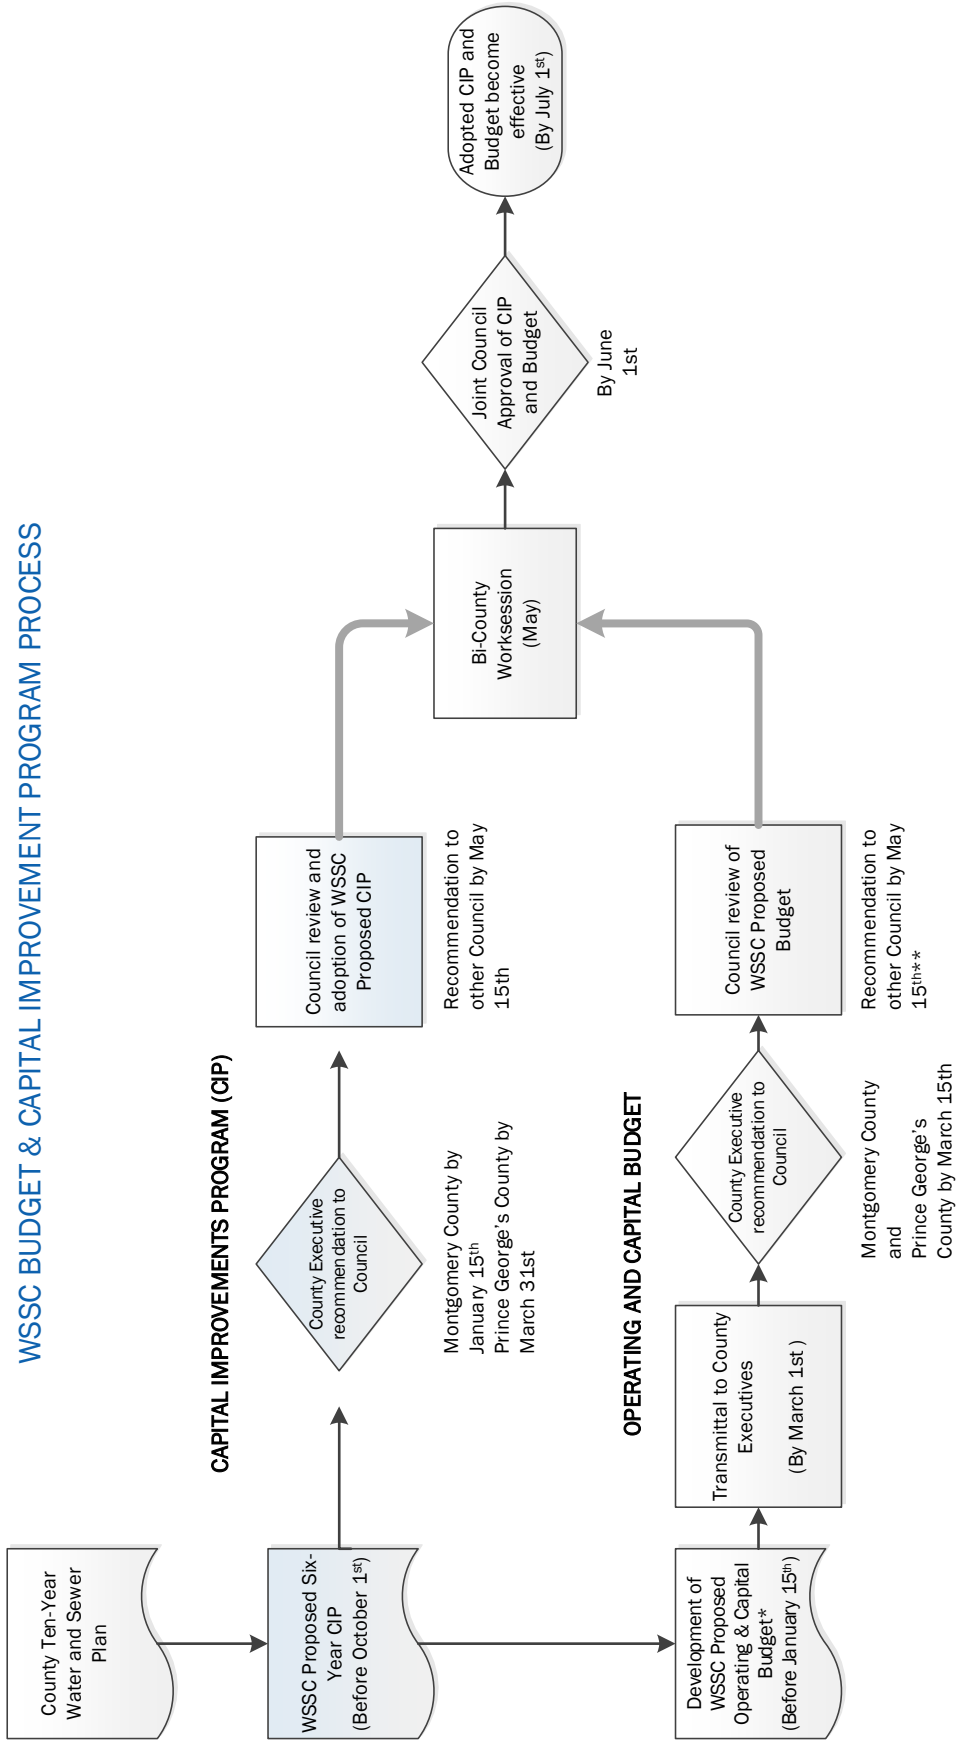 WSSC BUDGET & CAPITAL IMPROVEMENT PROGRAM PROCESS
County Ten-Year
Water and Sewer
Plan
CAPITAL IMPROVEMENTS PROGRAM (CIP)
WSSC Proposed Six-
Year CIP
(Before October 1st)
County Executive
recommendation to
Council
Montgomery County by
January 15th
Prince George's County by
March 31st
Council review and
adoption of WSSC
Proposed CIP
Recommendation to
other Council by May
15th
OPERATING AND CAPITAL BUDGET
Development of
WSSC Proposed
Operating & Capital
Budget*
(Before January 15th)
Transmittal to County
Executives
(By March 1st )
County Executive
recommendation to
Council
Montgomery County
and
Prince George's
County by March 15th
Council review of
WSSC Proposed
Budget
Recommendation to
other Council by May
15th**
Bi-County
Worksession
(May)
Joint Council
Approval of CIP
and Budget
By June
1st
Adopted CIP and
Budget become
effective
(By July 1st)